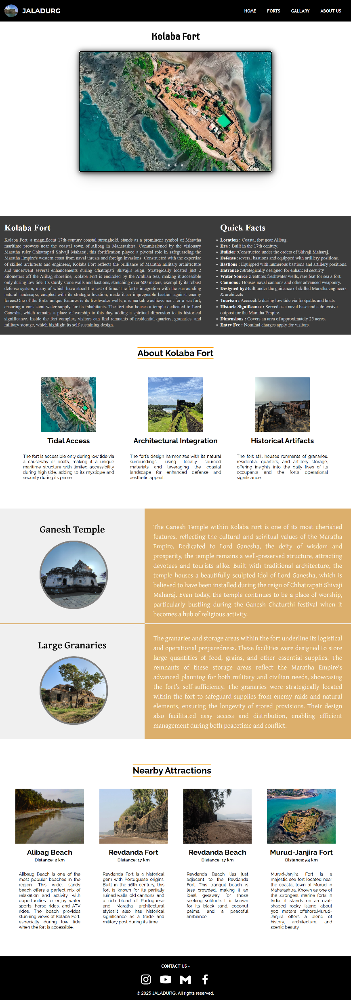 JALADURG
HOME FORTS GALLARY ABOUT US
Kolaba Fort
Kolaba Fort
Kolaba Fort, a magnificent 17th-century coastal stronghold, stands as a prominent symbol of Maratha
maritime prowess near the coastal town of Alibag in Maharashtra. Commissioned by the visionary
Maratha ruler Chhatrapati Shivaji Maharaj, this fortification played a pivotal role in safeguarding the
Maratha Empire's western coast from naval threats and foreign invasions. Constructed with the expertise
of skilled architects and engineers, Kolaba Fort reflects the brilliance of Maratha military architecture
and underwent several enhancements during Chatrapati Shivaji's reign. Strategically located just 2
kilometers off the Alibag shoreline, Kolaba Fort is encircled by the Arabian Sea, making it accessible
only during low tide. Its sturdy stone walls and bastions, stretching over 600 meters, exemplify its robust
defense system, many of which have stood the test of time. The fort's integration with the surrounding
natural landscape, coupled with its strategic location, made it an impregnable bastion against enemy
forces.One of the fort's unique features is its freshwater wells, a remarkable achievement for a sea fort,
ensuring a consistent water supply for its inhabitants. The fort also houses a temple dedicated to Lord
Ganesha, which remains a place of worship to this day, adding a spiritual dimension to its historical
significance. Inside the fort complex, visitors can find remnants of residential quarters, granaries, and
military storage, which highlight its self-sustaining design.
Quick Facts
Location : Coastal fort near Alibag.
Era : Built in the 17th century.
Builder :Constructed under the orders of Shivaji Maharaj.
Defense :several bastions and equipped with artillery positions.
Bastions : Equipped with numerous bastions and artillery positions.
Entrance :Strategically designed for enhanced security
Water Source :Features freshwater wells, rare feat for sea a fort.
Cannons : Houses naval cannons and other advanced weaponry.
Designed by:Built under the guidance of skilled Maratha engineers
& architects
Tourism : Accessible during low tide via footpaths and boats
Historic Significance : Served as a naval base and a defensive
outpost for the Maratha Empire.
Dimensions : Covers an area of approximately 25 acres.
Entry Fee : Nominal charges apply for visitors.
About Kolaba Fort
Tidal Access
The fort is accessible only during low tide via
a causeway or boats, making it a unique
maritime structure with limited accessibility
during high tide, adding to its mystique and
security during its prime
Architectural Integration
The fort's design harmonizes with its natural
surroundings, using locally sourced
materials and leveraging the coastal
landscape for enhanced defense and
aesthetic appeal.
Historical Artifacts
The fort still houses remnants of granaries,
residential quarters, and artillery storage,
offering insights into the daily lives of its
occupants and the fort's operational
significance.
Ganesh Temple
The Ganesh Temple within Kolaba Fort is one of its most cherished
features, reflecting the cultural and spiritual values of the Maratha
Empire. Dedicated to Lord Ganesha, the deity of wisdom and
prosperity, the temple remains a well-preserved structure, attracting
devotees and tourists alike. Built with traditional architecture, the
temple houses a beautifully sculpted idol of Lord Ganesha, which is
believed to have been installed during the reign of Chhatrapati Shivaji
Maharaj. Even today, the temple continues to be a place of worship,
particularly bustling during the Ganesh Chaturthi festival when it
becomes a hub of religious activity.
Large Granaries
The granaries and storage areas within the fort underline its logistical
and operational preparedness. These facilities were designed to store
large quantities of food, grains, and other essential supplies. The
remnants of these storage areas reflect the Maratha Empire's
advanced planning for both military and civilian needs, showcasing
the fort's self-sufficiency. The granaries were strategically located
within the fort to safeguard supplies from enemy raids and natural
elements, ensuring the longevity of stored provisions. Their design
also facilitated easy access and distribution, enabling efficient
management during both peacetime and conflict.
Nearby Attractions
Alibag Beach
Distance: 2 km
Alibaug Beach is one of the
most popular beaches in the
region. This wide, sandy
beach offers a perfect mix of
relaxation and activity, with
opportunities to enjoy water
sports, horse rides, and ATV
rides. The beach provides
stunning views of Kolaba Fort,
especially during low tide
when the fort is accessible.
Revdanda Fort
Distance: 17 km
Revdanda Fort is a historical
gem with Portuguese origins.
Built in the 16th century, this
fort is known for its partially
ruined walls, old cannons, and
a rich blend of Portuguese
and Maratha architectural
styles.It also has historical
significance as a trade and
military post during its time.
Revdanda Beach
Distance: 17 km
Revdanda Beach lies just
adjacent to the Revdanda
Fort. This tranquil beach is
less crowded, making it an
ideal getaway for those
seeking solitude. It is known
for its black sand, coconut
palms, and a peaceful
ambiance.
Murud-Janjira Fort
Distance: 54 km
Murud-Janjira Fort is a
majestic sea fort located near
the coastal town of Murud in
Maharashtra. Known as one of
the strongest marine forts in
India, it stands on an oval-
shaped rocky island about
500 meters offshore.Murud-
Janjira offers a blend of
history, architecture, and
scenic beauty.
CONTACT US -
© 2025 JALADURG. All rights reserved.